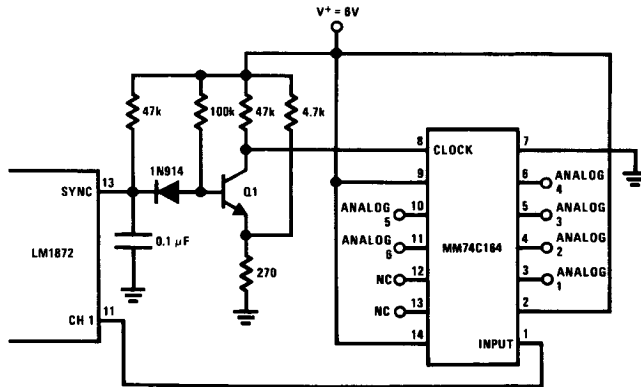 V+ = 6V
47k
100k
47k
4.7k
1N914
Q1
13
SYNC
0.1 μF
270
LM1872
CH 1
11
8
CLOCK
7
9
6
ANALOG
4
ANALOG
5
10
5
ANALOG
3
ANALOG
6
11
MM74C164
4
ANALOG
2
NC
12
3
ANALOG
1
NC
13
2
14
INPUT
1